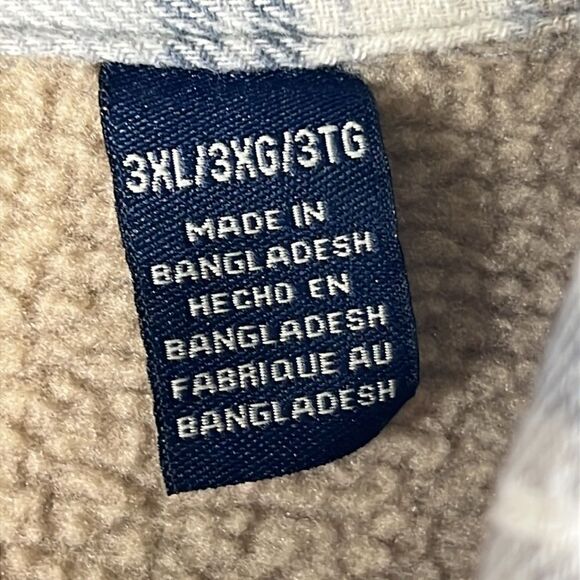 3XL/3XG/3TG
MADE IN
BANGLADESH
HECHO EN
BANGLADESH
FABRIQUE AU
BANGLADESH